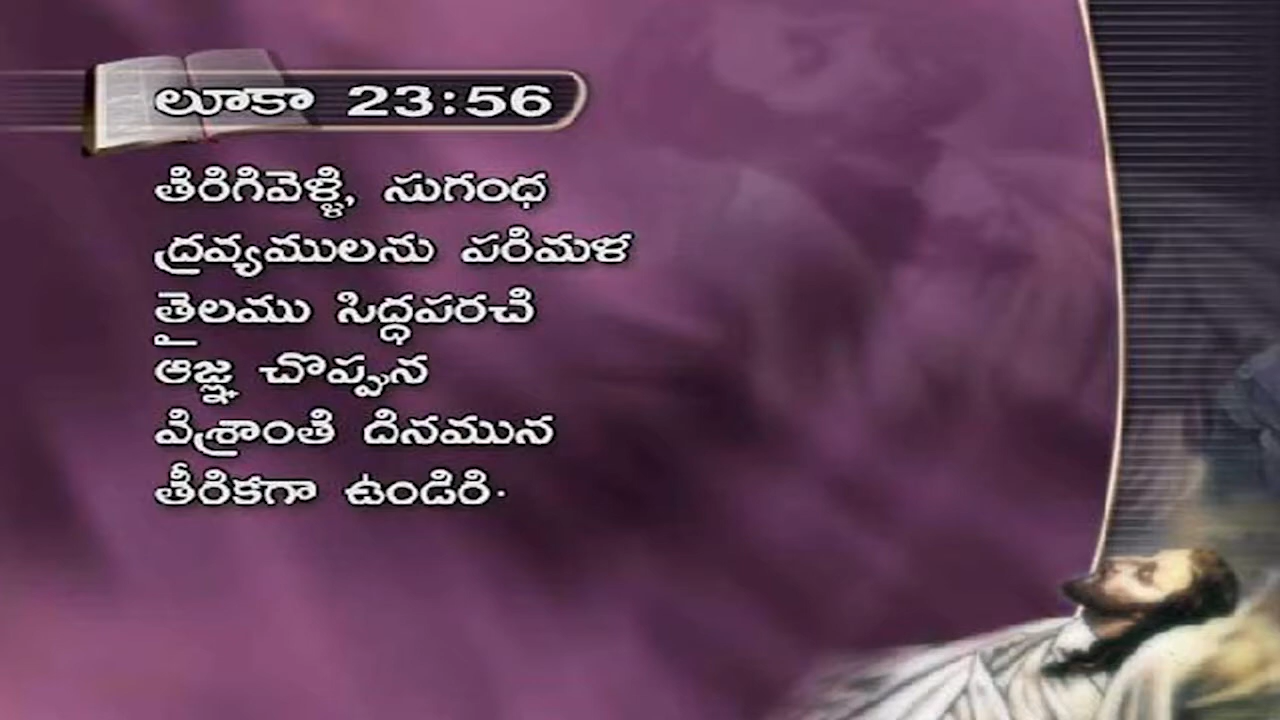 లూకా 23:56
తిరిగివెళ్ళి, సుగంధ
ద్రవ్యములను పరిమళ
తైలము సిద్ధపరచి
ఆజ్ఞ చొప్పున
విశ్రాంతి దినమున
తీరికగా ఉండిరి.